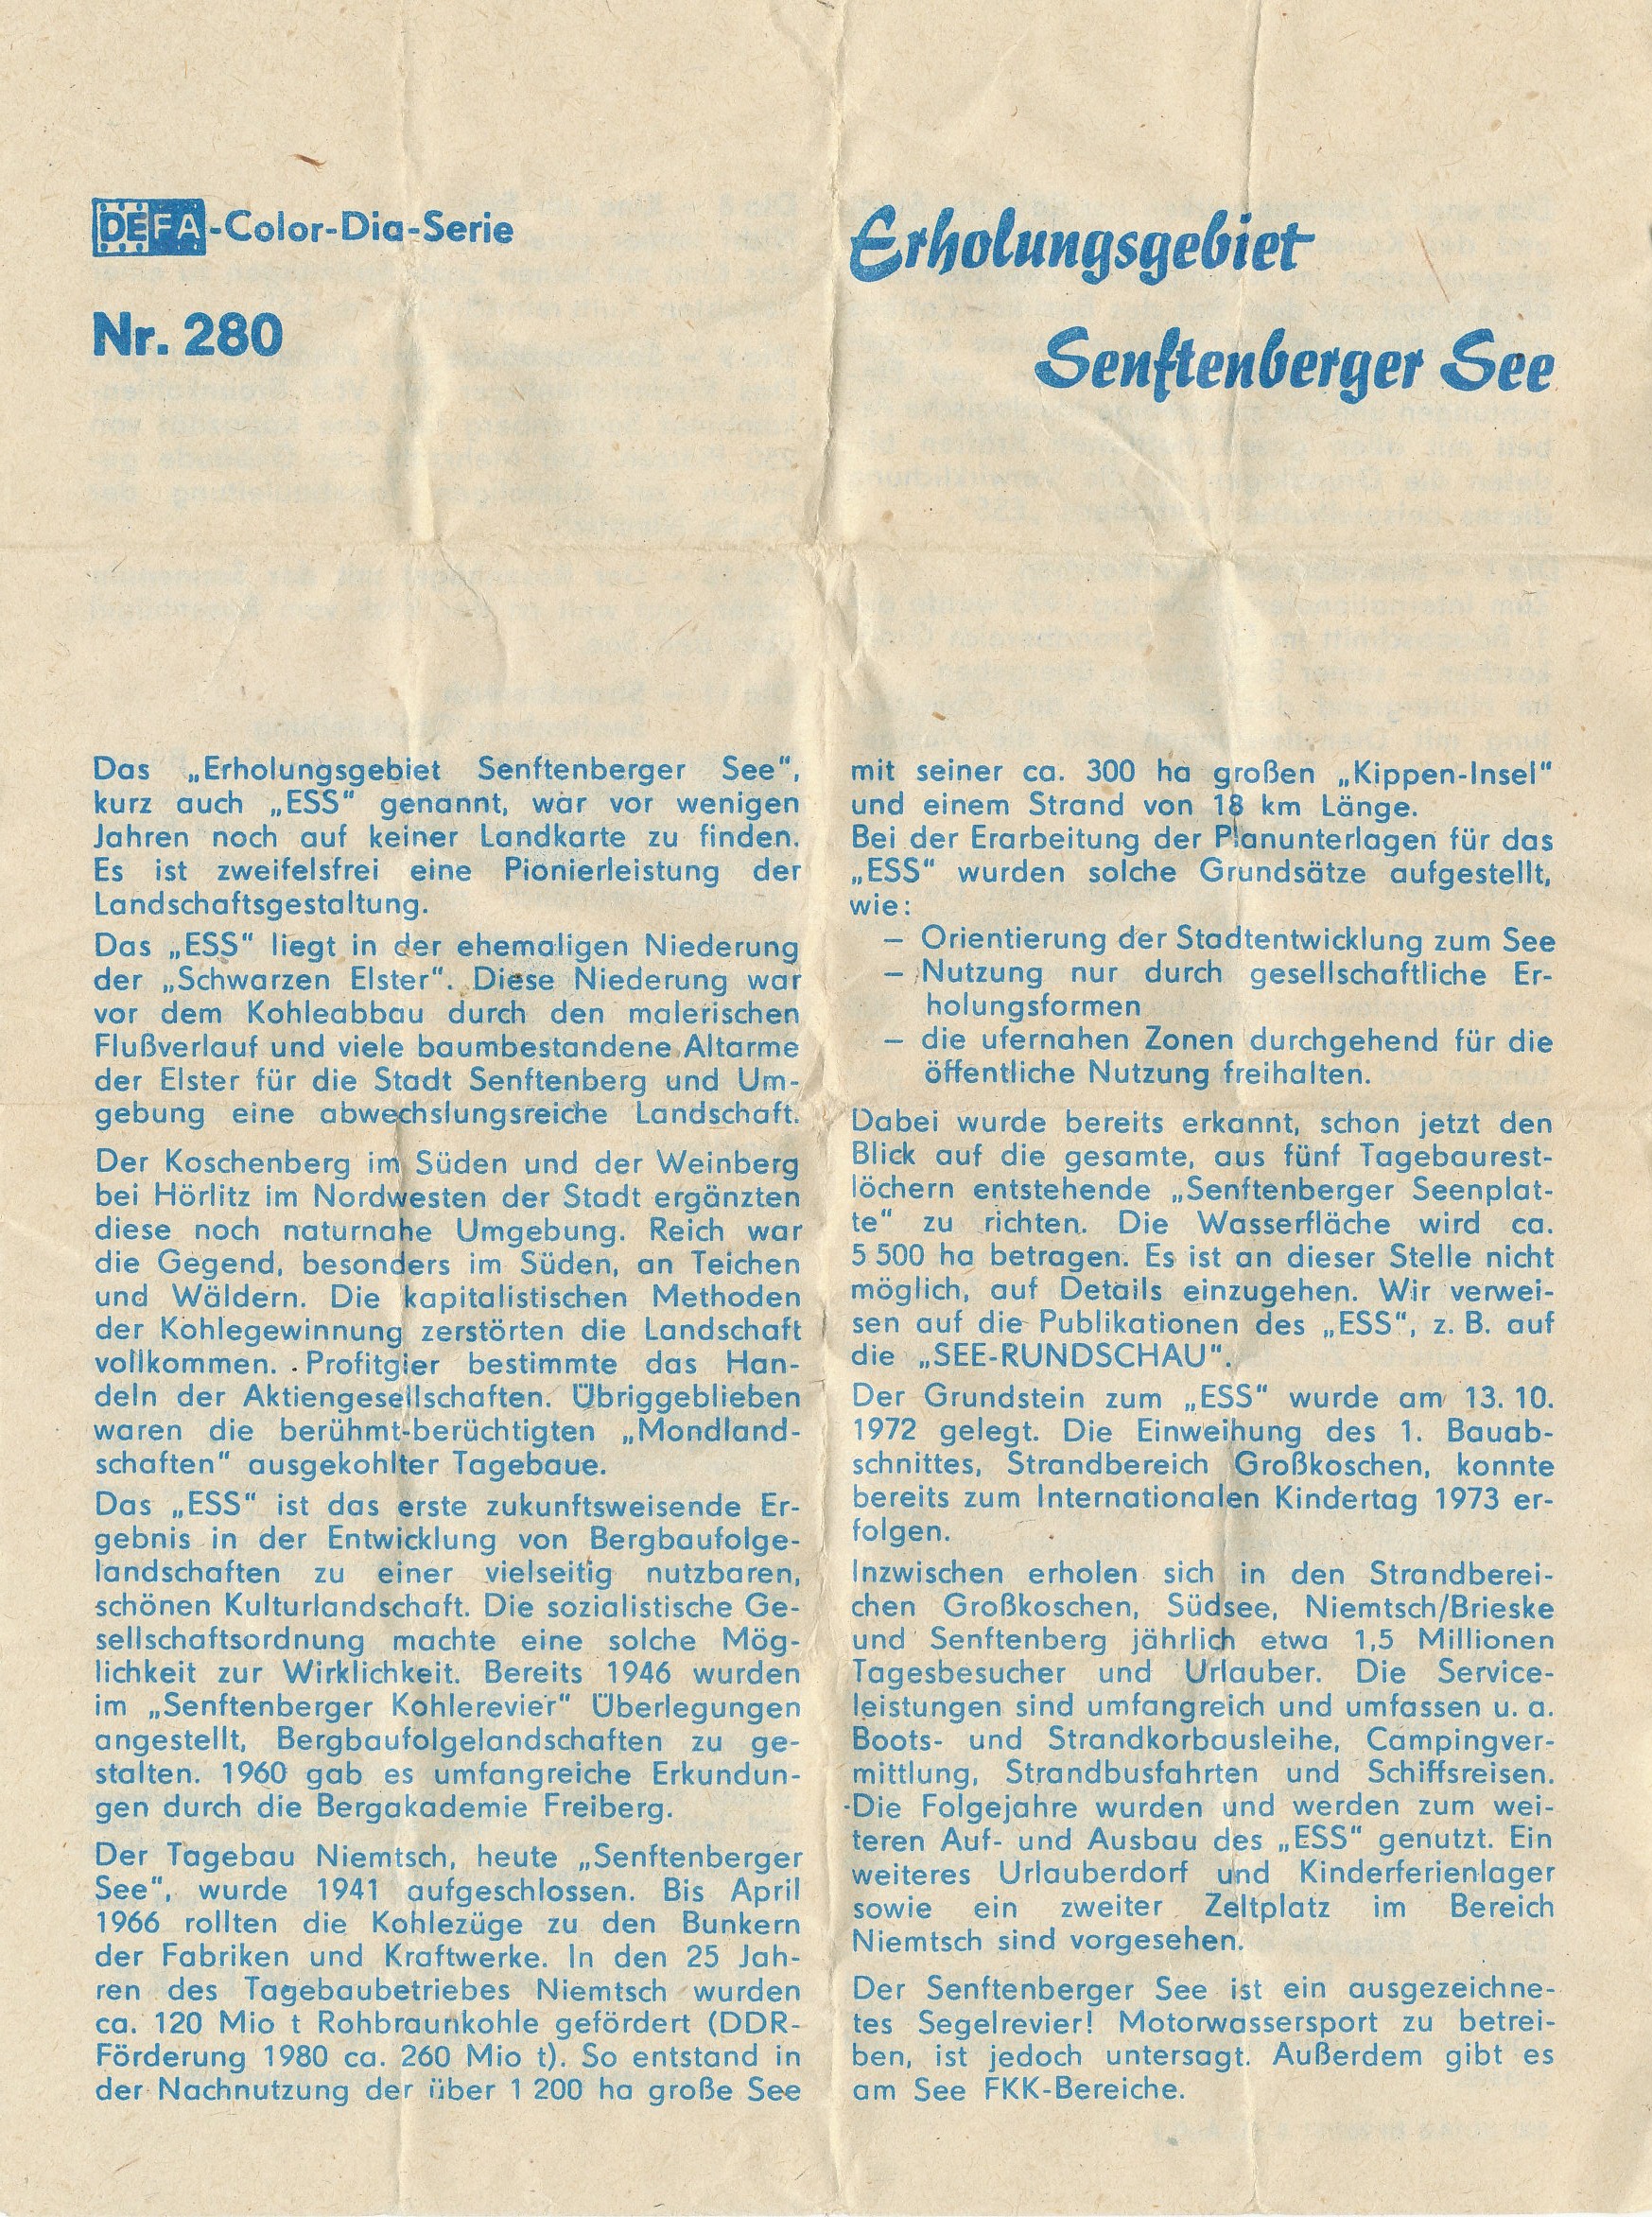 DEFA-Color-Dia-Serie
Nr. 280
Erholungsgebiet
Senftenberger See
Das „Erholungsgebiet Senftenberger See“,
kurz auch „ESS“ genannt, war vor wenigen
Jahren noch auf keiner Landkarte zu finden.
Es ist zweifelsfrei eine Pionierleistung der
Landschaftsgestaltung.
Das „ESS“ liegt in der ehemaligen Niederung
der „Schwarzen Elster“. Diese Niederung war
vor dem Kohleabbau durch den malerischen
Flußverlauf und viele baumbestandene Altarme
der Elster für die Stadt Senftenberg und Um-
gebung eine abwechslungsreiche Landschaft.
Der Koschenberg im Süden und der Weinberg
bei Hörlitz im Nordwesten der Stadt ergänzten
diese noch naturnahe Umgebung. Reich war
die Gegend, besonders im Süden, an Teichen
und Wäldern. Die kapitalistischen Methoden
der Kohlegewinnung zerstörten die Landschaft
vollkommen. Profitgier bestimmte das Han-
deln der Aktiengesellschaften. Übriggeblieben
waren die berühmt-berüchtigten „Mondland-
schaften“ ausgekohlter Tagebaue.
Das „ESS“ ist das erste zukunftsweisende Er-
gebnis in der Entwicklung von Bergbaufolge-
landschaften zu einer vielseitig nutzbaren,
schönen Kulturlandschaft. Die sozialistische Ge-
sellschaftsordnung machte eine solche Mög-
lichkeit zur Wirklichkeit. Bereits 1946 wurden
im „Senftenberger Kohlerevier“ Überlegungen
angestellt, Bergbaufolgelandschaften zu ge-
stalten. 1960 gab es umfangreiche Erkundun-
gen durch die Bergakademie Freiberg.
Der Tagebau Niemtsch, heute „Senftenberger
See“, wurde 1941 aufgeschlossen. Bis April
1966 rollten die Kohlezüge zu den Bunkern
der Fabriken und Kraftwerke. In den 25 Jah-
ren des Tagebaubetriebes Niemtsch wurden
ca. 120 Mio t Rohbraunkohle gefördert (DDR-
Förderung 1980 ca. 260 Mio t). So entstand in
der Nachnutzung der über 1 200 ha große See
mit seiner ca. 300 ha großen „Kippen-Insel“
und einem Strand von 18 km Länge.
Bei der Erarbeitung der Planunterlagen für das
„ESS“ wurden solche Grundsätze aufgestellt,
wie:
– Orientierung der Stadtentwicklung zum See
– Nutzung nur durch gesellschaftliche Er-
holungsformen
– die ufernahen Zonen durchgehend für die
öffentliche Nutzung freihalten.
Dabei wurde bereits erkannt, schon jetzt den
Blick auf die gesamte, aus fünf Tagebaurest-
löchern entstehende „Senftenberger Seenplat-
te“ zu richten. Die Wasserfläche wird ca.
5 500 ha betragen. Es ist an dieser Stelle nicht
möglich, auf Details einzugehen. Wir verwei-
sen auf die Publikationen des „ESS“, z. B. auf
die „SEE-RUNDSCHAU“.
Der Grundstein zum „ESS“ wurde am 13. 10.
1972 gelegt. Die Einweihung des 1. Bauab-
schnittes, Strandbereich Großkoschen, konnte
bereits zum Internationalen Kindertag 1973 er-
folgen.
Inzwischen erholen sich in den Strandberei-
chen Großkoschen, Südsee, Niemtsch/Brieske
und Senftenberg jährlich etwa 1,5 Millionen
Tagesbesucher und Urlauber. Die Service-
leistungen sind umfangreich und umfassen u. a.
Boots- und Strandkorbausleihe, Campingver-
mittlung, Strandbusfahrten und Schiffsreisen.
Die Folgejahre wurden und werden zum wei-
teren Auf- und Ausbau des „ESS“ genutzt. Ein
weiteres Urlauberdorf und Kinderferienlager
sowie ein zweiter Zeltplatz im Bereich
Niemtsch sind vorgesehen.
Der Senftenberger See ist ein ausgezeichne-
tes Segelrevier! Motorwassersport zu betrei-
ben, ist jedoch untersagt. Außerdem gibt es
am See FKK-Bereiche.